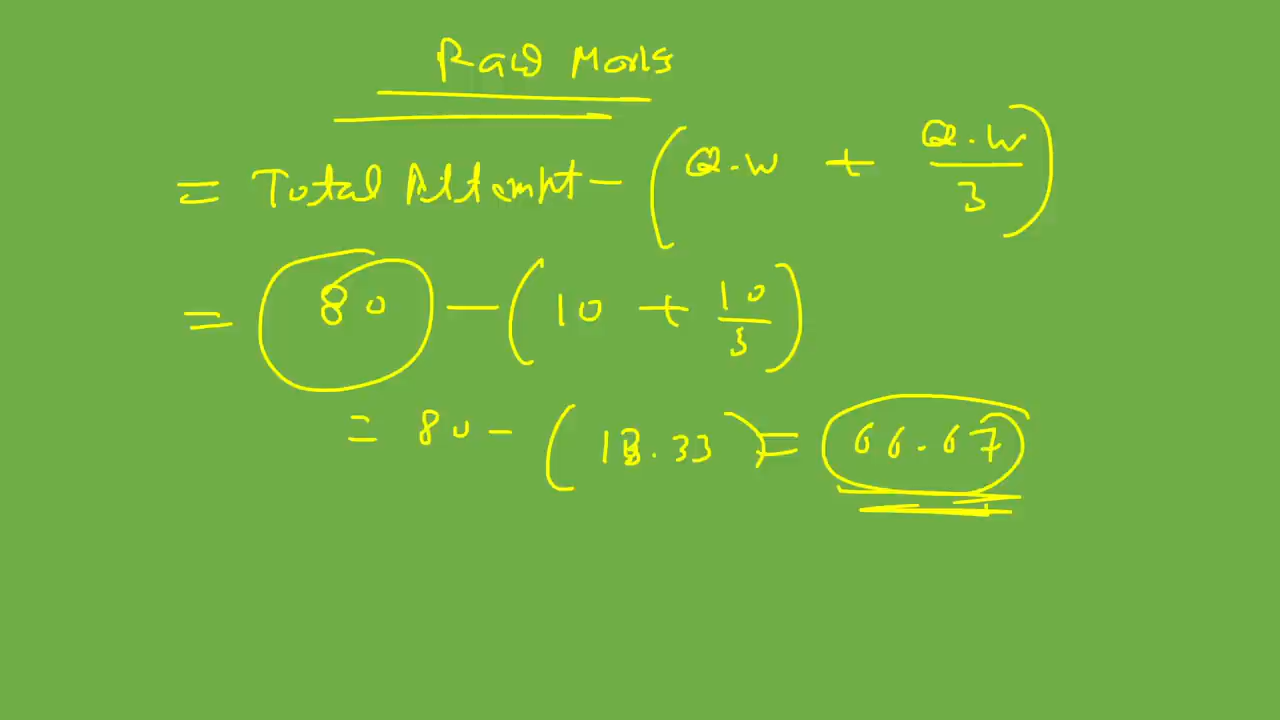 Raw Marks
= Total Attempt - (Q.W + Q.W/3)
= 80 - (10 + 10/3)
= 80 - (13.33) = 66.67